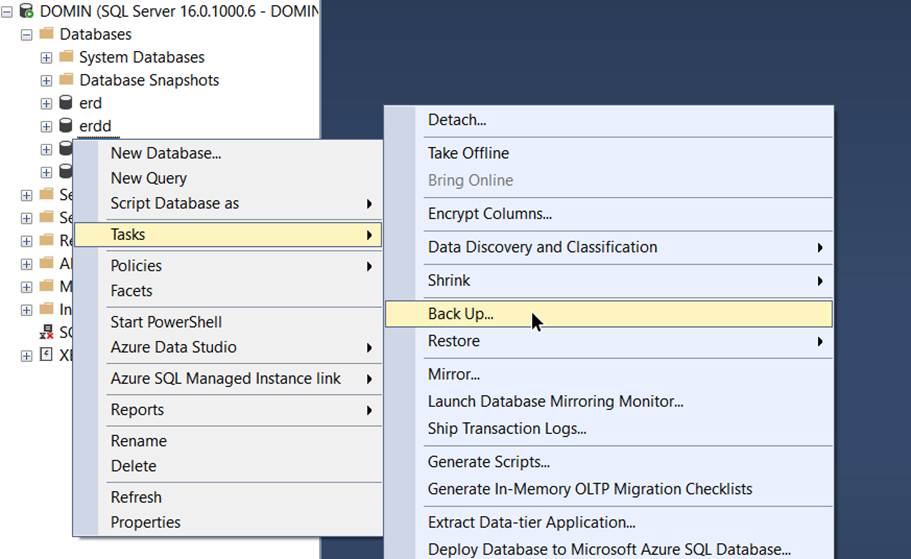 DOMIN (SQL Server 16.0.1000.6 - DOMIN
Databases
System Databases
Database Snapshots
erd
erdd
Se
Se
Re
Al
M
In
SQ
XE
New Database...
New Query
Script Database as
Tasks
Policies
Facets
Start PowerShell
Azure Data Studio
Azure SQL Managed Instance link
Reports
Rename
Delete
Refresh
Properties
Detach...
Take Offline
Bring Online
Encrypt Columns...
Data Discovery and Classification
Shrink
Back Up...
Restore
Mirror...
Launch Database Mirroring Monitor...
Ship Transaction Logs...
Generate Scripts...
Generate In-Memory OLTP Migration Checklists
Extract Data-tier Application...
Deploy Database to Microsoft Azure SQL Database...